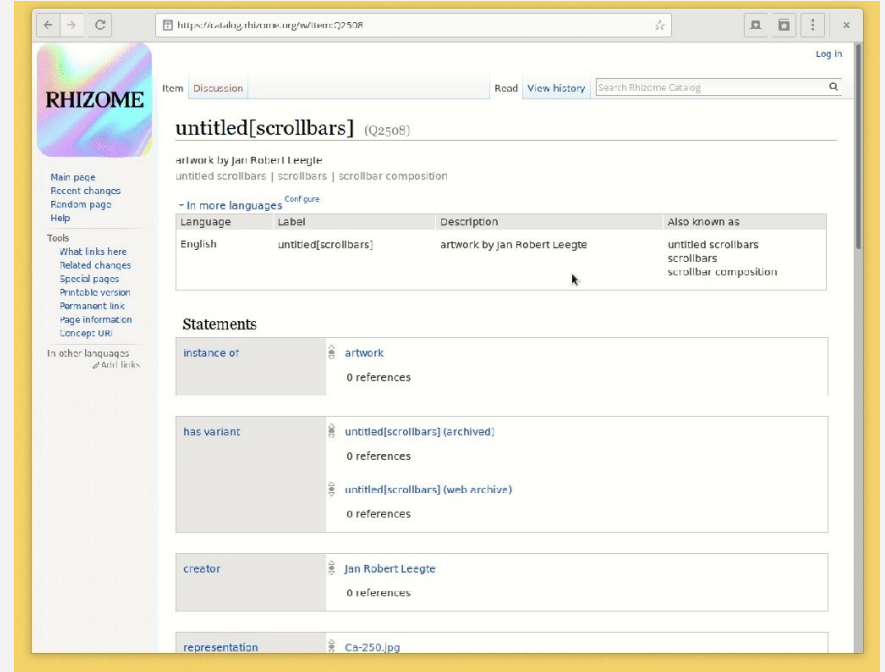 https://catalog.rhizome.org/w/Item:Q2508
Log in
RHIZOME
Item Discussion Read View history Search Rhizome Catalog
untitled[scrollbars] (Q2508)
artwork by Jan Robert Leegte
untitled scrollbars | scrollbars | scrollbar composition
In more languages Configure
Language Label Description Also known as
English untitled[scrollbars] artwork by Jan Robert Leegte untitled scrollbars
scrollbars
scrollbar composition
Main page
Recent changes
Random page
Help
Tools
What links here
Related changes
Special pages
Printable version
Permanent link
Page information
Concept URI
In other languages
Add links
Statements
instance of artwork
0 references
has variant untitled[scrollbars] (archived)
0 references
untitled[scrollbars] (web archive)
0 references
creator Jan Robert Leegte
0 references
representation Ca-250.jpg